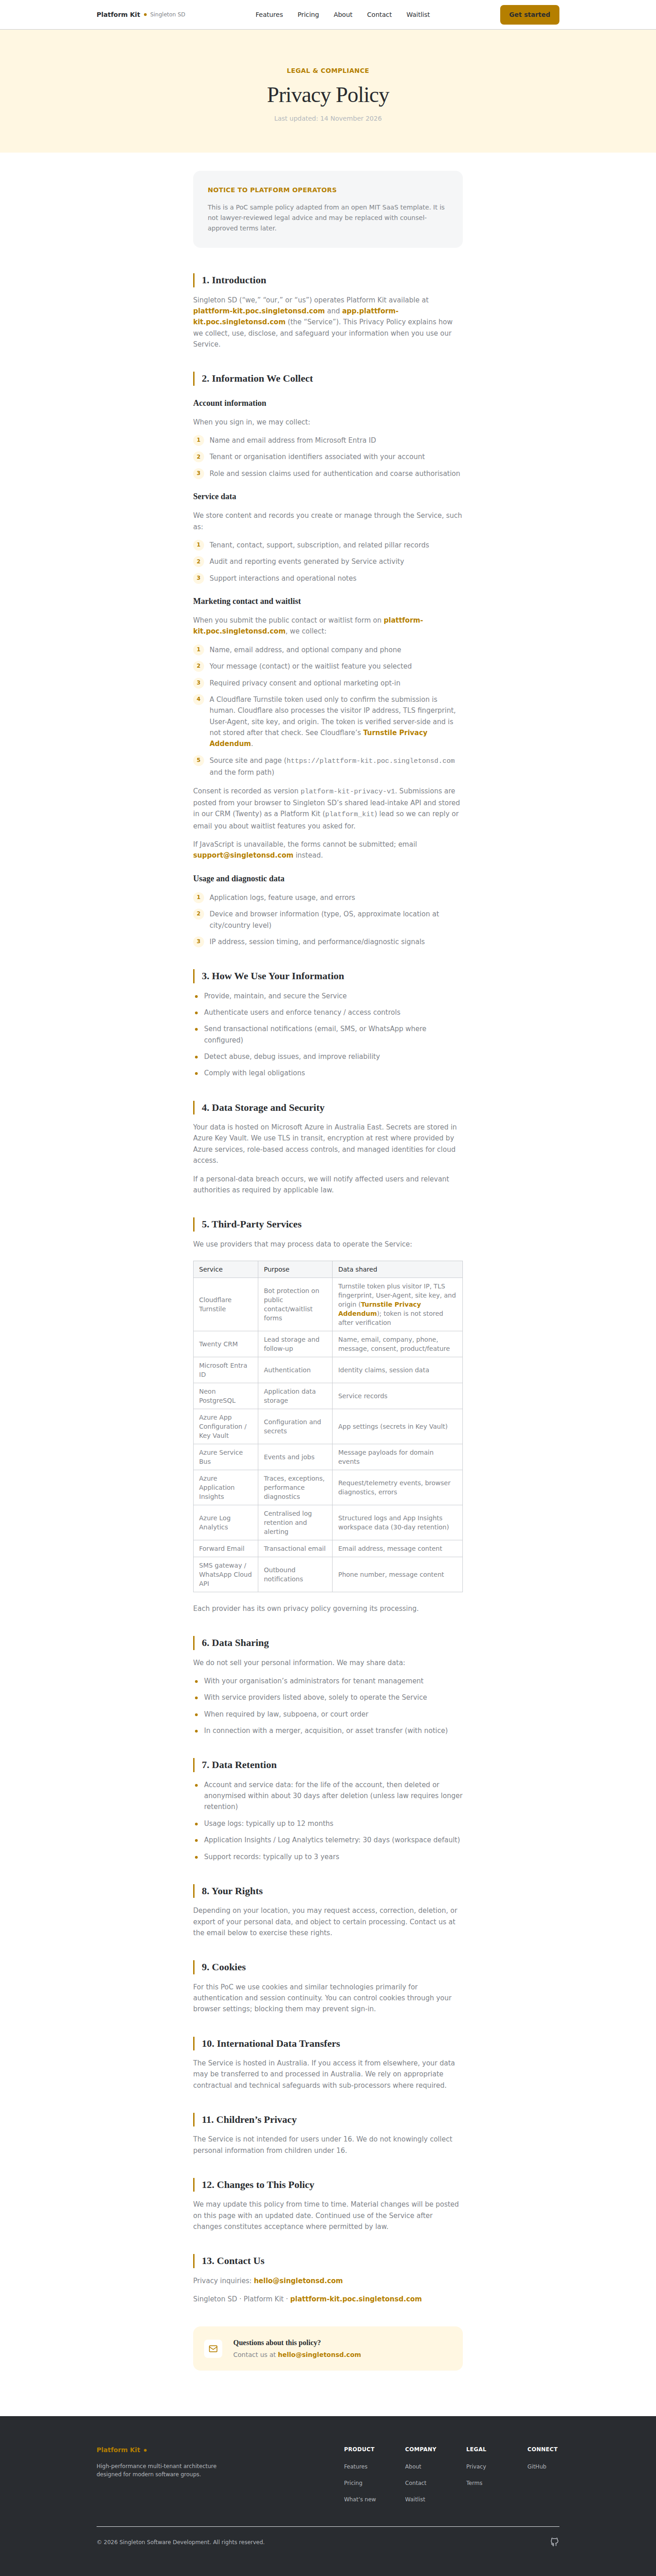 Platform Kit Singleton SD Features Pricing About Contact Waitlist Get started
LEGAL & COMPLIANCE
Privacy Policy
Last updated: 14 November 2026
NOTICE TO PLATFORM OPERATORS
This is a PoC sample policy adapted from an open MIT SaaS template. It is
not lawyer-reviewed legal advice and may be replaced with counsel-
approved terms later.
1. Introduction
Singleton SD (“we,” “our,” or “us”) operates Platform Kit available at
plattform-kit.poc.singletonsd.com and app.plattform-
kit.poc.singletonsd.com (the “Service”). This Privacy Policy explains how
we collect, use, disclose, and safeguard your information when you use our
Service.
2. Information We Collect
Account information
When you sign in, we may collect:
1 Name and email address from Microsoft Entra ID
2 Tenant or organisation identifiers associated with your account
3 Role and session claims used for authentication and coarse authorisation
Service data
We store content and records you create or manage through the Service, such
as:
1 Tenant, contact, support, subscription, and related pillar records
2 Audit and reporting events generated by Service activity
3 Support interactions and operational notes
Marketing contact and waitlist
When you submit the public contact or waitlist form on plattform-
kit.poc.singletonsd.com, we collect:
1 Name, email address, and optional company and phone
2 Your message (contact) or the waitlist feature you selected
3 Required privacy consent and optional marketing opt-in
4 A Cloudflare Turnstile token used only to confirm the submission is
human. Cloudflare also processes the visitor IP address, TLS fingerprint,
User-Agent, site key, and origin. The token is verified server-side and is
not stored after that check. See Cloudflare’s Turnstile Privacy
Addendum.
5 Source site and page (https://plattform-kit.poc.singletonsd.com
and the form path)
Consent is recorded as version platform-kit-privacy-v1. Submissions are
posted from your browser to Singleton SD’s shared lead-intake API and stored
in our CRM (Twenty) as a Platform Kit (platform_kit) lead so we can reply or
email you about waitlist features you asked for.
If JavaScript is unavailable, the forms cannot be submitted; email
support@singletonsd.com instead.
Usage and diagnostic data
1 Application logs, feature usage, and errors
2 Device and browser information (type, OS, approximate location at
city/country level)
3 IP address, session timing, and performance/diagnostic signals
3. How We Use Your Information
Provide, maintain, and secure the Service
Authenticate users and enforce tenancy / access controls
Send transactional notifications (email, SMS, or WhatsApp where
configured)
Detect abuse, debug issues, and improve reliability
Comply with legal obligations
4. Data Storage and Security
Your data is hosted on Microsoft Azure in Australia East. Secrets are stored in
Azure Key Vault. We use TLS in transit, encryption at rest where provided by
Azure services, role-based access controls, and managed identities for cloud
access.
If a personal-data breach occurs, we will notify affected users and relevant
authorities as required by applicable law.
5. Third-Party Services
We use providers that may process data to operate the Service:
Service Purpose Data shared
Cloudflare
Turnstile
Bot protection on
public
contact/waitlist
forms
Turnstile token plus visitor IP, TLS
fingerprint, User-Agent, site key, and
origin (Turnstile Privacy
Addendum); token is not stored
after verification
Twenty CRM
Lead storage and
follow-up
Name, email, company, phone,
message, consent, product/feature
Microsoft Entra
ID
Authentication
Identity claims, session data
Neon
PostgreSQL
Application data
storage
Service records
Azure App
Configuration /
Key Vault
Configuration and
secrets
App settings (secrets in Key Vault)
Azure Service
Bus
Events and jobs
Message payloads for domain
events
Azure
Application
Insights
Traces, exceptions,
performance
diagnostics
Request/telemetry events, browser
diagnostics, errors
Azure Log
Analytics
Centralised log
retention and
alerting
Structured logs and App Insights
workspace data (30-day retention)
Forward Email
Transactional email
Email address, message content
SMS gateway /
WhatsApp Cloud
API
Outbound
notifications
Phone number, message content
Each provider has its own privacy policy governing its processing.
6. Data Sharing
We do not sell your personal information. We may share data:
With your organisation’s administrators for tenant management
With service providers listed above, solely to operate the Service
When required by law, subpoena, or court order
In connection with a merger, acquisition, or asset transfer (with notice)
7. Data Retention
Account and service data: for the life of the account, then deleted or
anonymised within about 30 days after deletion (unless law requires longer
retention)
Usage logs: typically up to 12 months
Application Insights / Log Analytics telemetry: 30 days (workspace default)
Support records: typically up to 3 years
8. Your Rights
Depending on your location, you may request access, correction, deletion, or
export of your personal data, and object to certain processing. Contact us at
the email below to exercise these rights.
9. Cookies
For this PoC we use cookies and similar technologies primarily for
authentication and session continuity. You can control cookies through your
browser settings; blocking them may prevent sign-in.
10. International Data Transfers
The Service is hosted in Australia. If you access it from elsewhere, your data
may be transferred to and processed in Australia. We rely on appropriate
contractual and technical safeguards with sub-processors where required.
11. Children’s Privacy
The Service is not intended for users under 16. We do not knowingly collect
personal information from children under 16.
12. Changes to This Policy
We may update this policy from time to time. Material changes will be posted
on this page with an updated date. Continued use of the Service after
changes constitutes acceptance where permitted by law.
13. Contact Us
Privacy inquiries: hello@singletonsd.com
Singleton SD · Platform Kit · plattform-kit.poc.singletonsd.com
Questions about this policy?
Contact us at hello@singletonsd.com
Platform Kit
High-performance multi-tenant architecture
designed for modern software groups.
PRODUCT
Features
Pricing
What's new
COMPANY
About
Contact
Waitlist
LEGAL
Privacy
Terms
CONNECT
GitHub
© 2026 Singleton Software Development. All rights reserved.